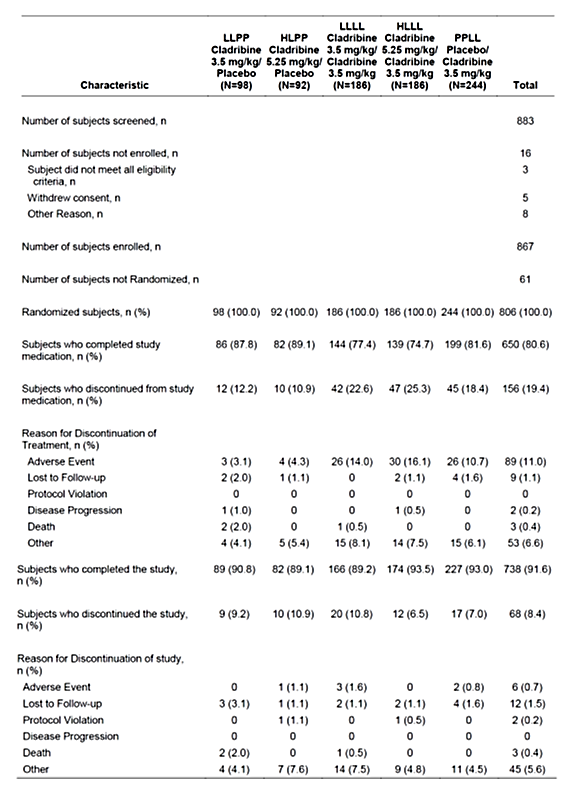 Characteristic LLPP Cladribine 3.5 mg/kg/ Placebo (N=98) HLPP Cladribine 5.25 mg/kg/ Placebo (N=92) LLLL Cladribine 3.5 mg/kg/ Cladribine 3.5 mg/kg (N=186) HLLL Cladribine 5.25 mg/kg/ Cladribine 3.5 mg/kg (N=186) PPLL Placebo/ Cladribine 3.5 mg/kg (N=244) Total
Number of subjects screened, n 883
Number of subjects not enrolled, n 16
Subject did not meet all eligibility criteria, n 3
Withdrew consent, n 5
Other Reason, n 8
Number of subjects enrolled, n 867
Number of subjects not Randomized, n 61
Randomized subjects, n (%) 98 (100.0) 92 (100.0) 186 (100.0) 186 (100.0) 244 (100.0) 806 (100.0)
Subjects who completed study medication, n (%) 86 (87.8) 82 (89.1) 144 (77.4) 139 (74.7) 199 (81.6) 650 (80.6)
Subjects who discontinued from study medication, n (%) 12 (12.2) 10 (10.9) 42 (22.6) 47 (25.3) 45 (18.4) 156 (19.4)
Reason for Discontinuation of Treatment, n (%)
Adverse Event 3 (3.1) 4 (4.3) 26 (14.0) 30 (16.1) 26 (10.7) 89 (11.0)
Lost to Follow-up 2 (2.0) 1 (1.1) 0 2 (1.1) 4 (1.6) 9 (1.1)
Protocol Violation 0 0 0 0 0 0
Disease Progression 1 (1.0) 0 0 1 (0.5) 0 2 (0.2)
Death 2 (2.0) 0 1 (0.5) 0 0 3 (0.4)
Other 4 (4.1) 5 (5.4) 15 (8.1) 14 (7.5) 15 (6.1) 53 (6.6)
Subjects who completed the study, n (%) 89 (90.8) 82 (89.1) 166 (89.2) 174 (93.5) 227 (93.0) 738 (91.6)
Subjects who discontinued the study, n (%) 9 (9.2) 10 (10.9) 20 (10.8) 12 (6.5) 17 (7.0) 68 (8.4)
Reason for Discontinuation of study, n (%)
Adverse Event 0 1 (1.1) 3 (1.6) 0 2 (0.8) 6 (0.7)
Lost to Follow-up 3 (3.1) 1 (1.1) 2 (1.1) 2 (1.1) 4 (1.6) 12 (1.5)
Protocol Violation 0 1 (1.1) 0 1 (0.5) 0 2 (0.2)
Disease Progression 0 0 0 0 0 0
Death 2 (2.0) 0 1 (0.5) 0 0 3 (0.4)
Other 4 (4.1) 7 (7.6) 14 (7.5) 9 (4.8) 11 (4.5) 45 (5.6)